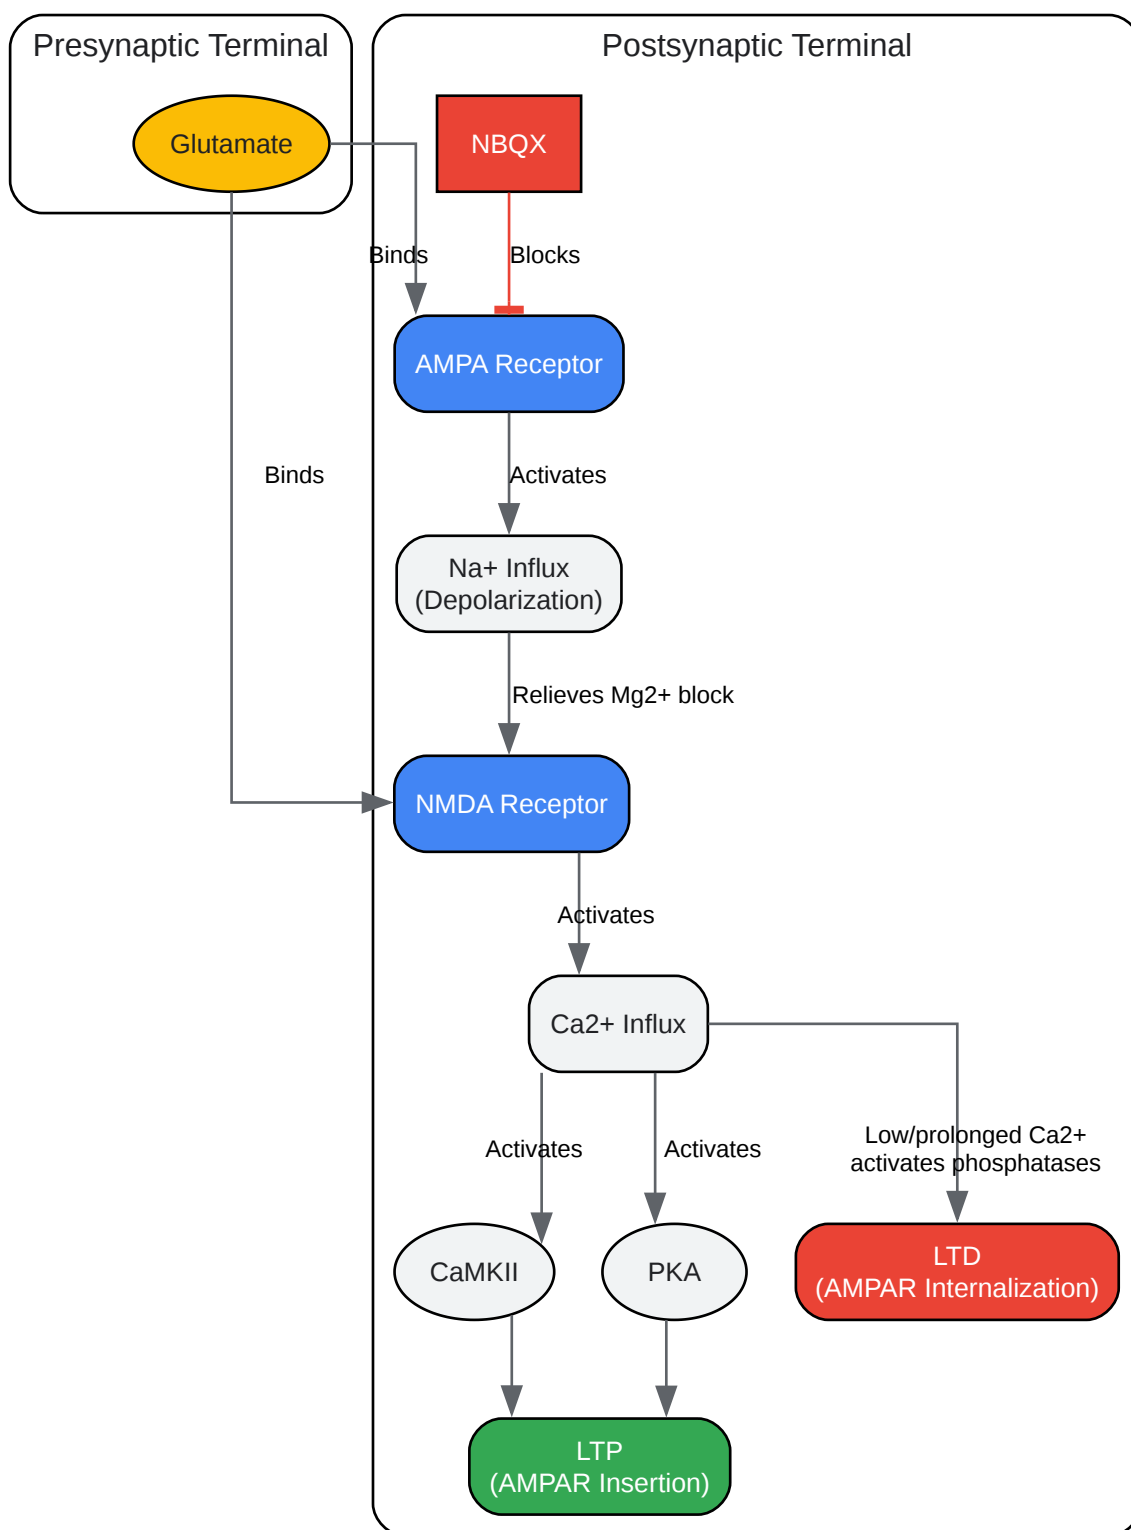 Presynaptic Terminal
Postsynaptic Terminal
Glutamate
NBQX
Binds
Blocks
AMPA Receptor
Binds
Activates
Na+ Influx
(Depolarization)
Relieves Mg2+ block
NMDA Receptor
Activates
Ca2+ Influx
Activates
Activates
Low/prolonged Ca2+
activates phosphatases
CaMKII
PKA
LTD
(AMPAR Internalization)
LTP
(AMPAR Insertion)